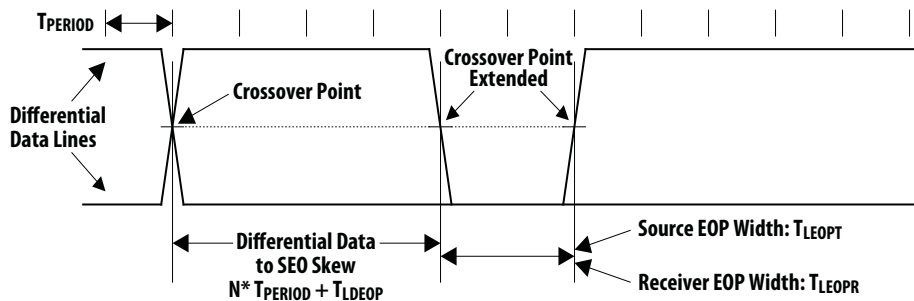 TPERIOD
Crossover Point
Extended
Crossover Point
Differential
Data Lines
Differential Data
to SEO Skew
N* TPERIOD + TLDEOP
Source EOP Width: TLEOPT
Receiver EOP Width: TLEOPR